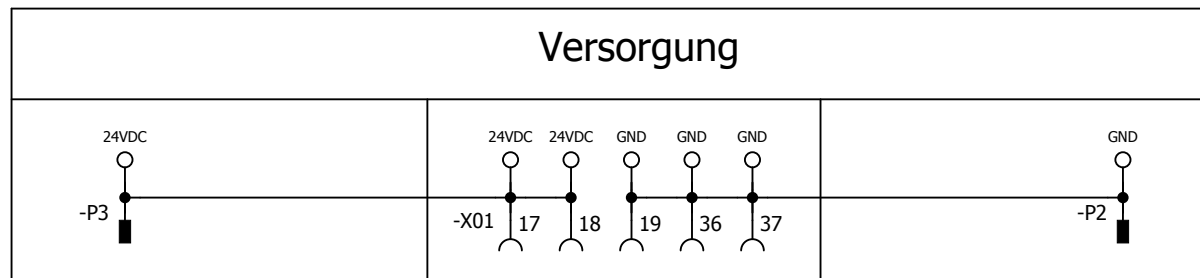 Versorgung
24VDC 24VDC 24VDC GND GND GND GND
-P3 -X01 17 18 19 36 37 -P2